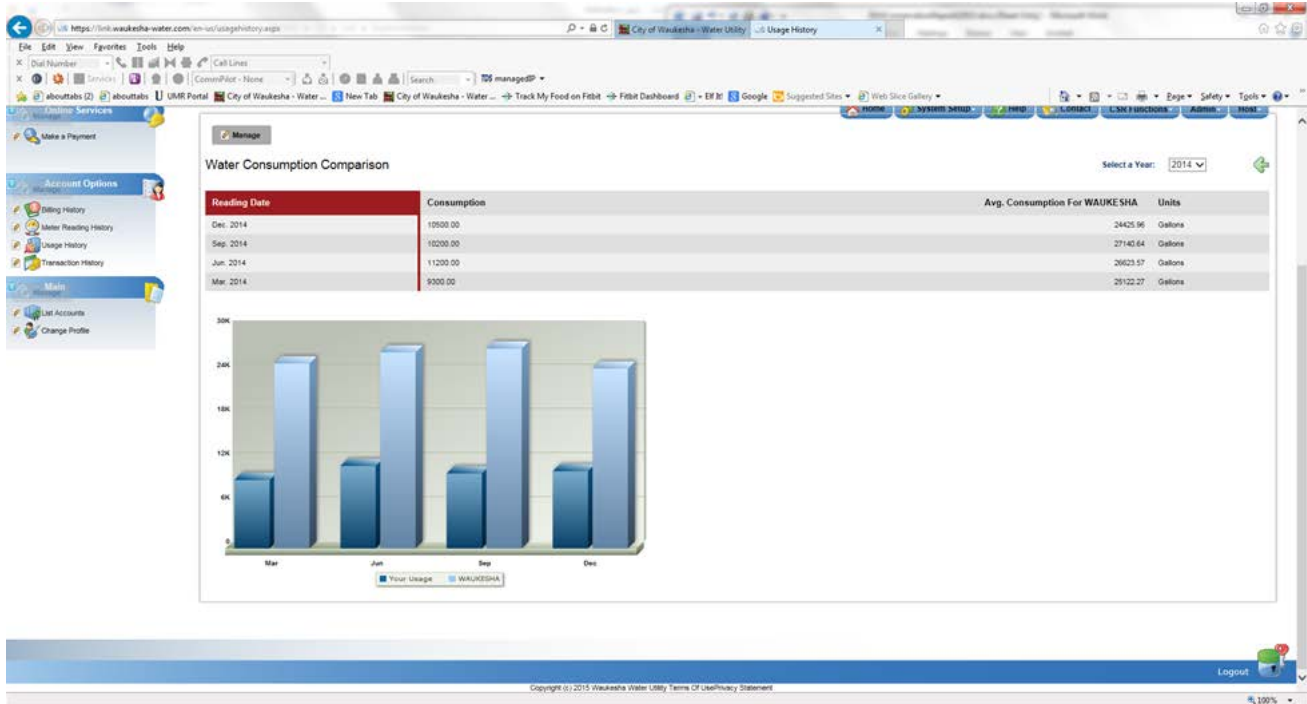 https://link.waukesha-water.com/en-us/usagehistory.aspx
City of Waukesha - Water Utility
Usage History
File Edit View Favorites Tools Help
Dial Number
Call Lines
Services
CommPilot - None
Search
TDS managedIP
abouttabs (2) abouttabs UMR Portal City of Waukesha - Water ... New Tab City of Waukesha - Water ... Track My Food on Fitbit Fitbit Dashboard Elf It! Google Suggested Sites Web Slice Gallery
Page Safety Tools
Online Services
Home System Setup Help Contact CSR Functions Admin Host
Make a Payment
Manage
Water Consumption Comparison
Select a Year: 2014
Account Options
Billing History
Meter Reading History
Usage History
Transaction History
Main
List Accounts
Change Profile
Reading Date Consumption Avg. Consumption For WAUKESHA Units
Dec. 2014 10500.00 24425.96 Gallons
Sep. 2014 10200.00 27140.64 Gallons
Jun. 2014 11200.00 26623.57 Gallons
Mar. 2014 9300.00 25122.27 Gallons
30K
24K
18K
12K
6K
0
Mar Jun Sep Dec
Your Usage WAUKESHA
Logout
Copyright (c) 2015 Waukesha Water Utility Terms Of UsePrivacy Statement
100%